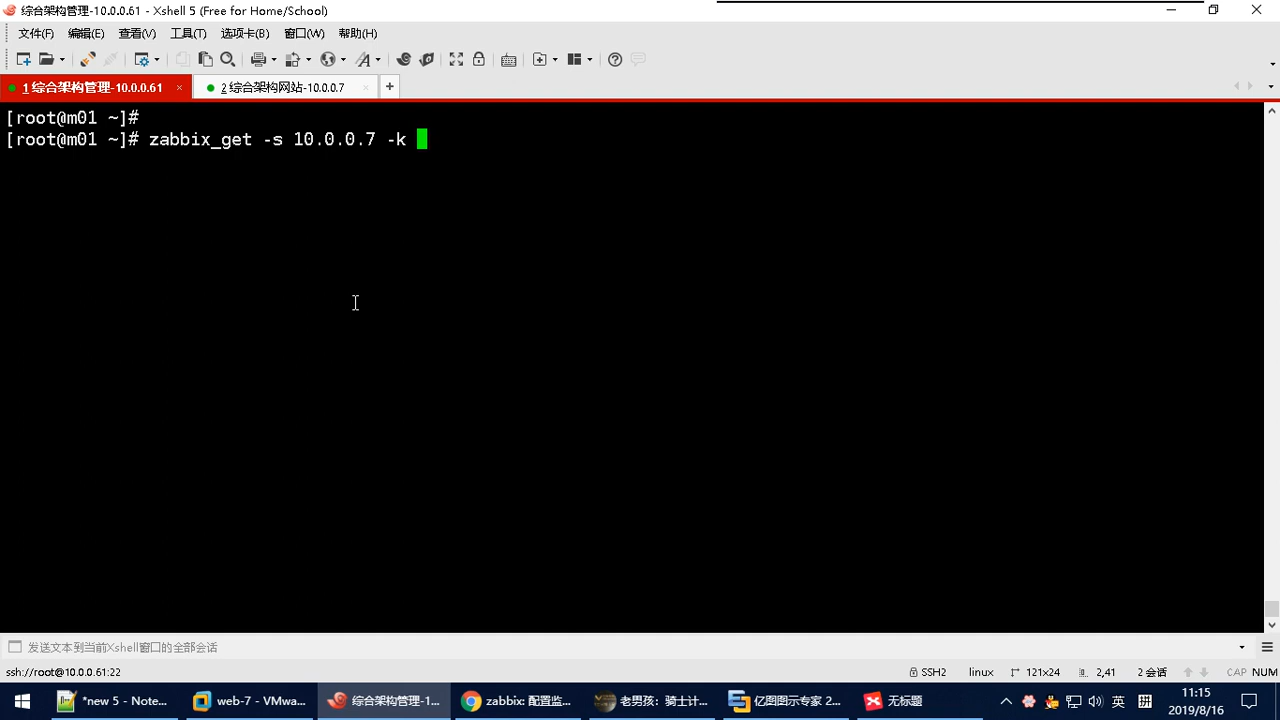 综合架构管理-10.0.0.61 - Xshell 5 (Free for Home/School)
文件(F) 编辑(E) 查看(V) 工具(T) 选项卡(B) 窗口(W) 帮助(H)
1 综合架构管理-10.0.0.61 × 2 综合架构网站-10.0.0.7 × +
[root@m01 ~]#
[root@m01 ~]# zabbix_get -s 10.0.0.7 -k
发送文本到当前Xshell窗口的全部会话
ssh://root@10.0.0.61:22 SSH2 linux 121x24 2,41 2 会话 CAP NUM
*new 5 - Note... web-7 - VMwa... 综合架构管理-1... zabbix: 配置监... 老男孩：骑士计... 亿图图示专家 2... 无标题 英 拼 11:15
2019/8/16